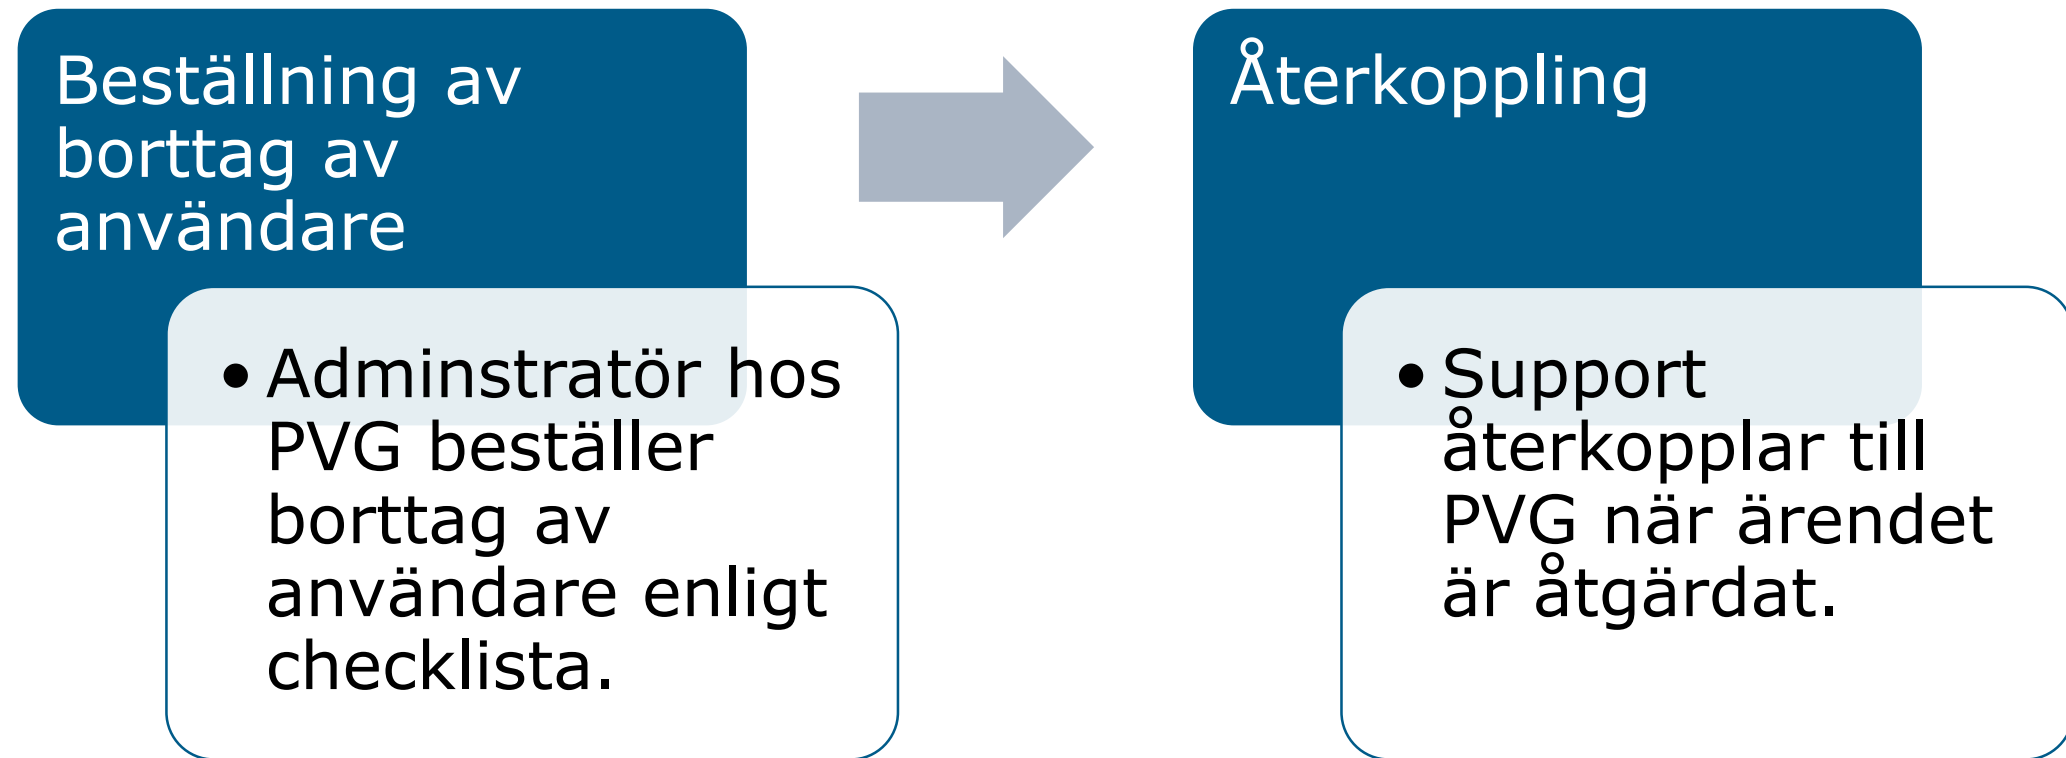 Beställning av
borttag av
användare
• Adminstratör hos
PVG beställer
borttag av
användare enligt
checklista.
Återkoppling
• Support
återkopplar till
PVG när ärendet
är åtgärdat.